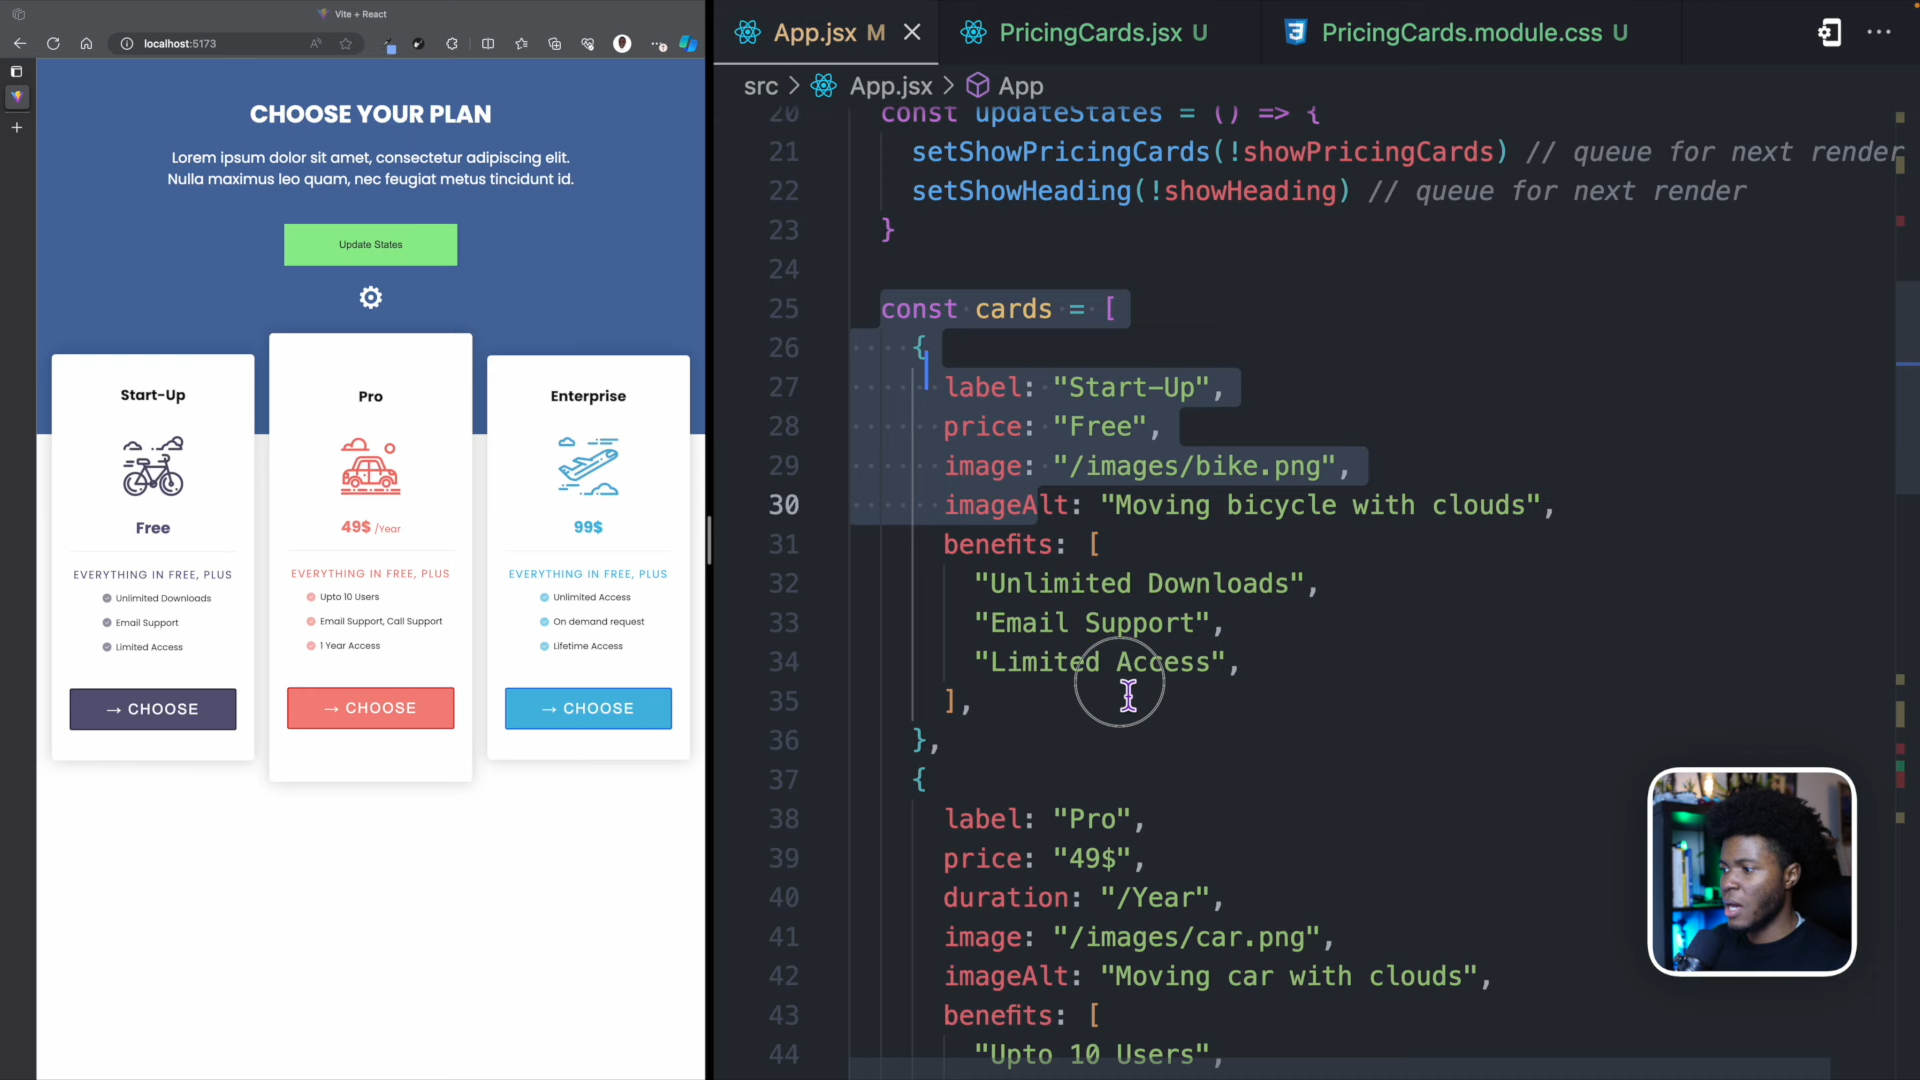 Vite + React
localhost:5173
CHOOSE YOUR PLAN
Lorem ipsum dolor sit amet, consectetur adipiscing elit.
Nulla maximus leo quam, nec feugiat metus tincidunt id.
Update States
Start-Up
Free
EVERYTHING IN FREE, PLUS
Unlimited Downloads
Email Support
Limited Access
→ CHOOSE
Pro
49$ /Year
EVERYTHING IN FREE, PLUS
Upto 10 Users
Email Support, Call Support
1 Year Access
→ CHOOSE
Enterprise
99$
EVERYTHING IN FREE, PLUS
Unlimited Access
On demand request
Lifetime Access
→ CHOOSE
App.jsx M
PricingCards.jsx U
PricingCards.module.css U
src > App.jsx > App
20 const updateStates = () => {
21 setShowPricingCards(!showPricingCards) // queue for next render
22 setShowHeading(!showHeading) // queue for next render
23 }
24
25 const cards = [
26 {
27 label: "Start-Up",
28 price: "Free",
29 image: "/images/bike.png",
30 imageAlt: "Moving bicycle with clouds",
31 benefits: [
32 "Unlimited Downloads",
33 "Email Support",
34 "Limited Access",
35 ],
36 },
37 {
38 label: "Pro",
39 price: "49$",
40 duration: "/Year",
41 image: "/images/car.png",
42 imageAlt: "Moving car with clouds",
43 benefits: [
44 "Upto 10 Users",